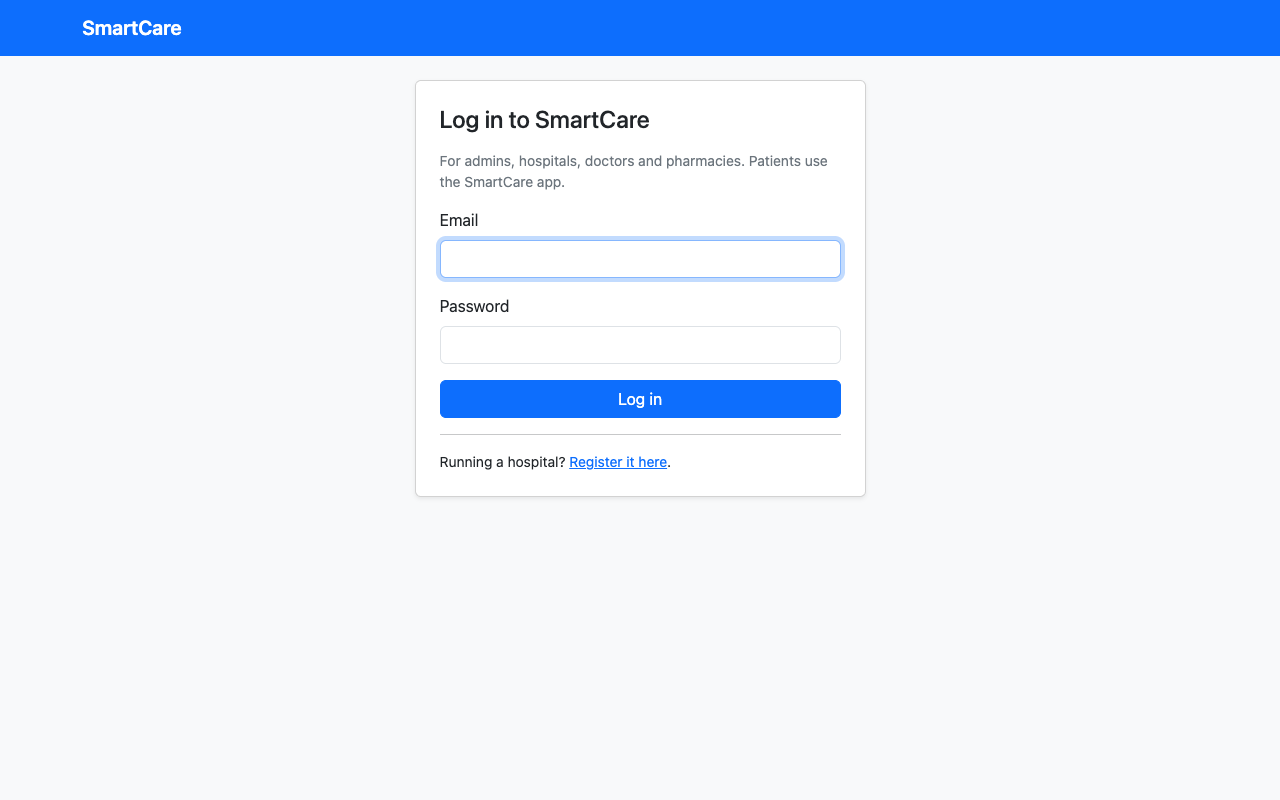 SmartCare
Log in to SmartCare
For admins, hospitals, doctors and pharmacies. Patients use
the SmartCare app.
Email
Password
Log in
Running a hospital? Register it here.